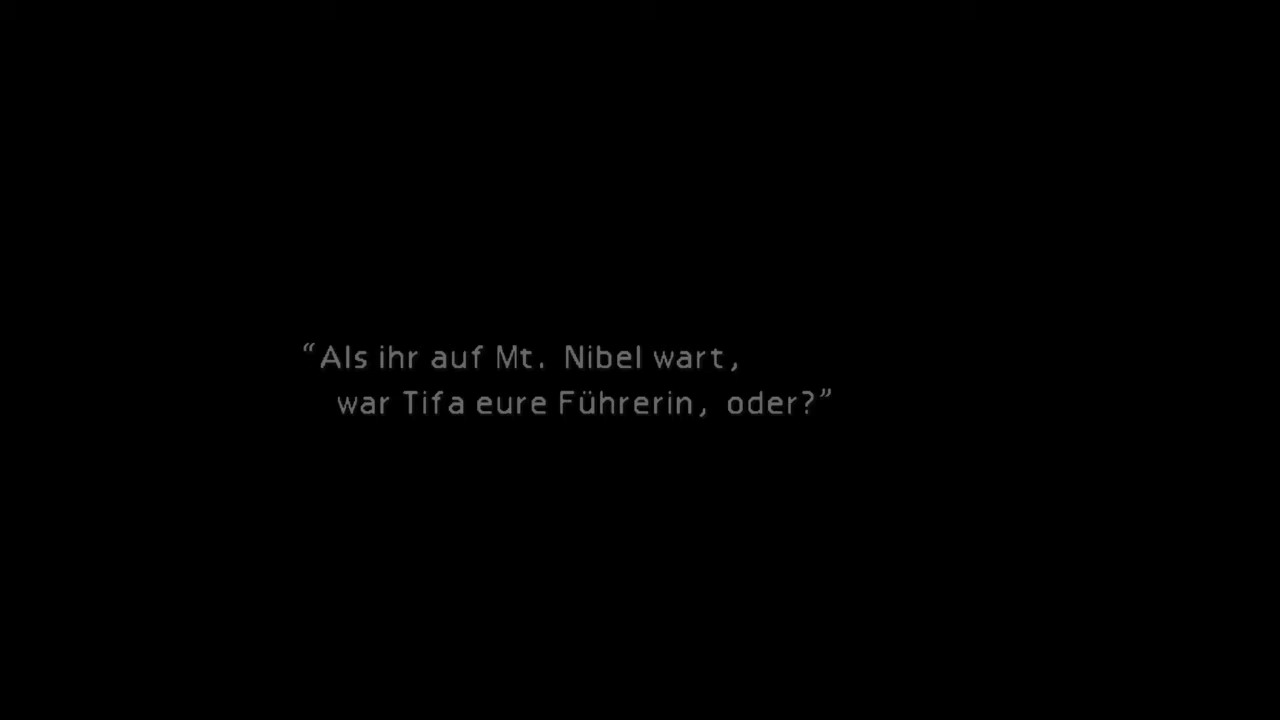 “Als ihr auf Mt. Nibel wart,
war Tifa eure Führerin, oder?”